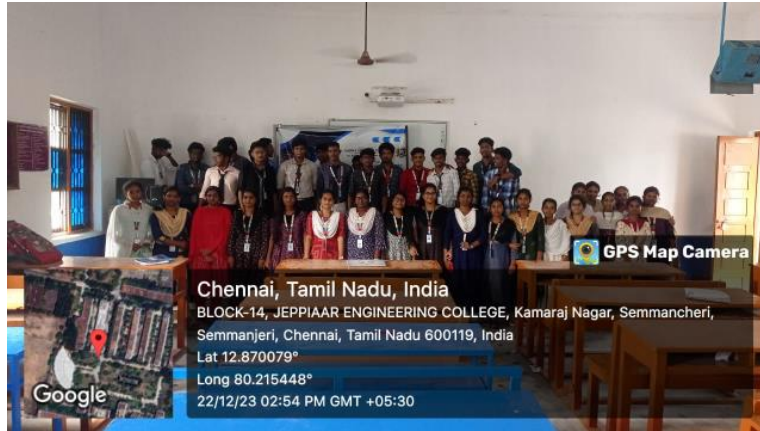 GPS Map Camera
Chennai, Tamil Nadu, India
BLOCK-14, JEPPIAAR ENGINEERING COLLEGE, Kamaraj Nagar, Semmancheri,
Semmanjeri, Chennai, Tamil Nadu 600119, India
Lat 12.870079°
Long 80.215448°
22/12/23 02:54 PM GMT +05:30
Google